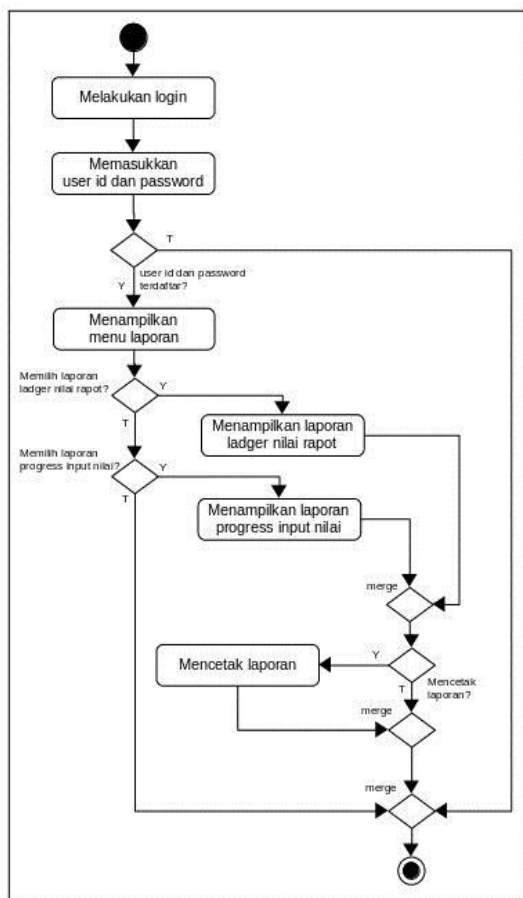 Melakukan login
Memasukkan
user id dan password
T
user id dan password
terdaftar?
Y
Menampilkan
menu laporan
Memilih laporan
ladger nilai rapot?
Y
T
Menampilkan laporan
ladger nilai rapot
Memilih laporan
progress input nilai?
Y
T
Menampilkan laporan
progress input nilai
merge
Mencetak laporan
Y
T
Mencetak
laporan?
merge
merge